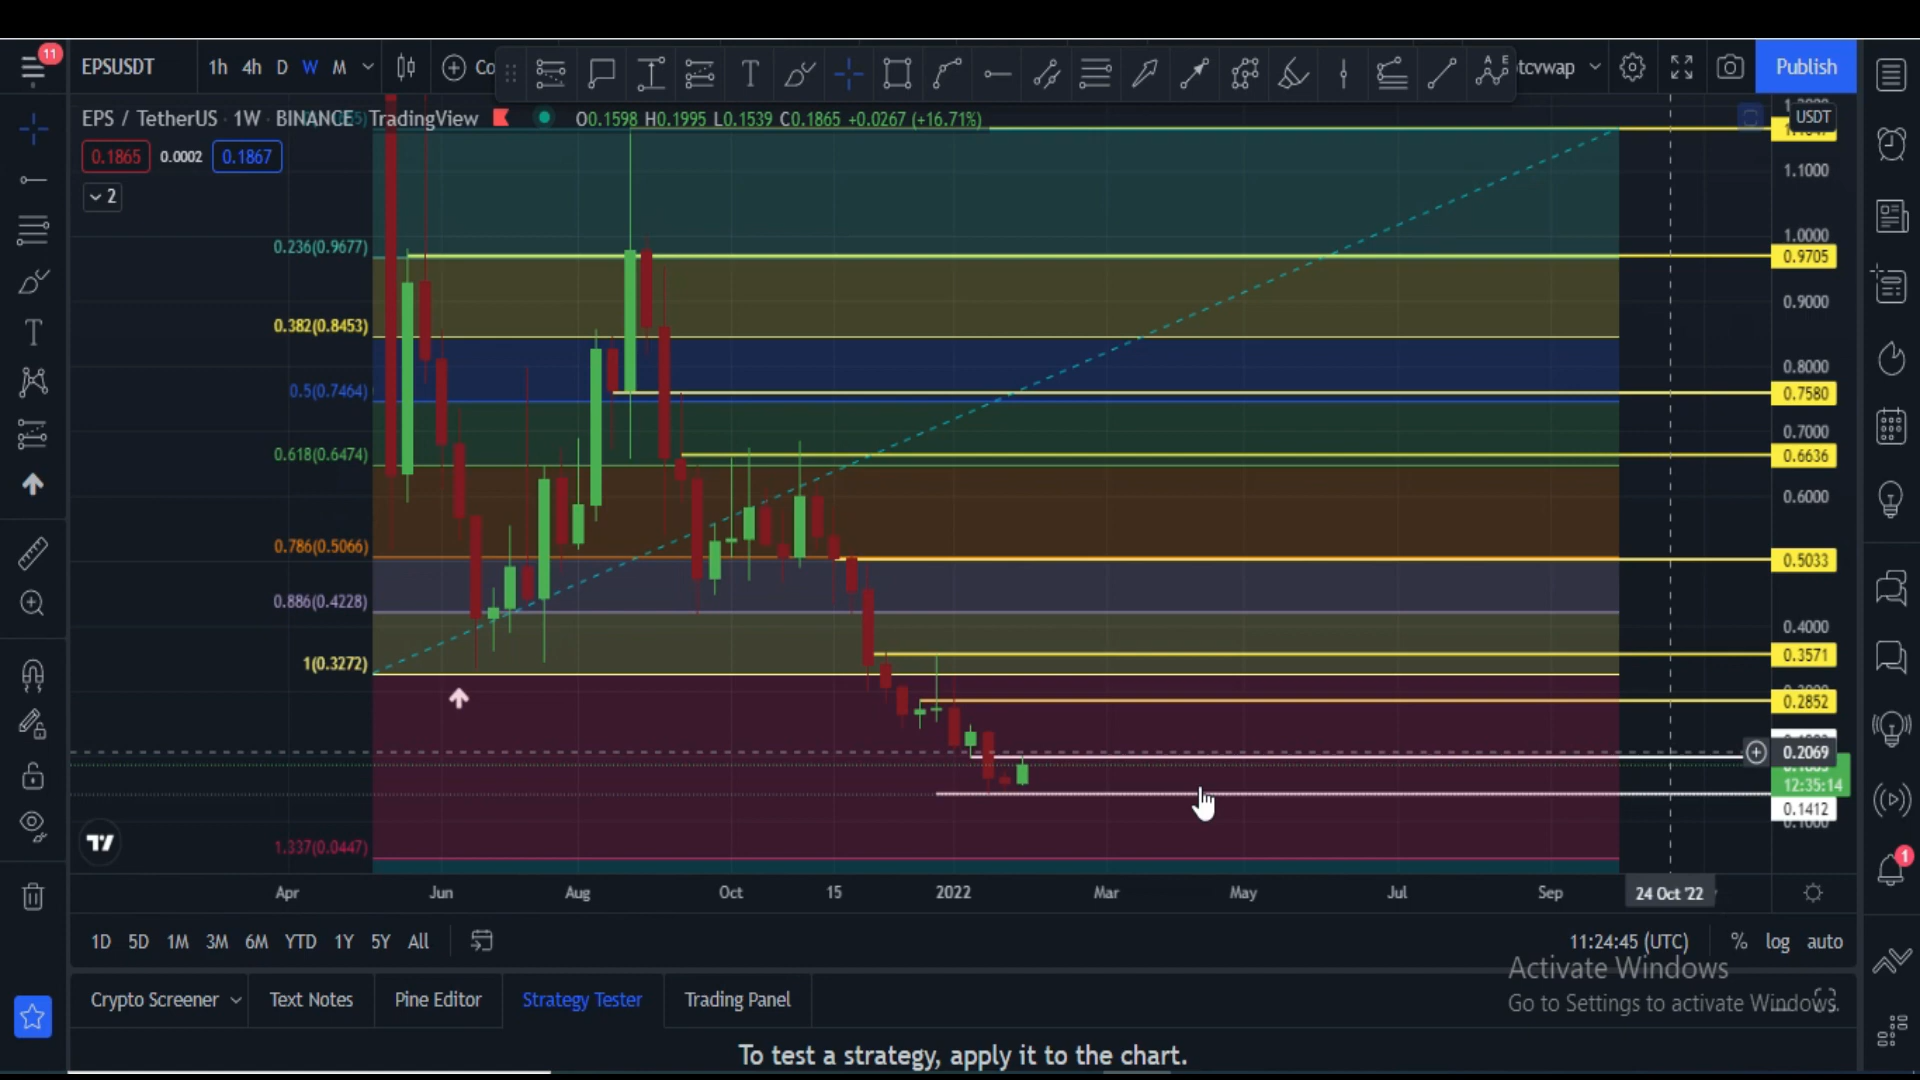 11
EPSUSDT 1h 4h D W M Co tcvwap Publish
EPS / TetherUS · 1W · BINANCE · TradingView O0.1598 H0.1995 L0.1539 C0.1865 +0.0267 (+16.71%)
USDT
0.1865 0.0002 0.1867
2
1.1000
1.0000
0.236(0.9677)
0.9705
0.9000
0.382(0.8453)
0.8000
0.5(0.7464)
0.7580
0.7000
0.618(0.6474)
0.6636
0.6000
0.786(0.5066)
0.5033
0.886(0.4228)
0.4000
1(0.3272)
0.3571
0.2852
0.2069
12:35:14
0.1412
1.337(0.0447)
Apr Jun Aug Oct 15 2022 Mar May Jul Sep 24 Oct '22
1D 5D 1M 3M 6M YTD 1Y 5Y All 11:24:45 (UTC) % log auto
Activate Windows
Go to Settings to activate Windows.
Crypto Screener Text Notes Pine Editor Strategy Tester Trading Panel
To test a strategy, apply it to the chart.
1